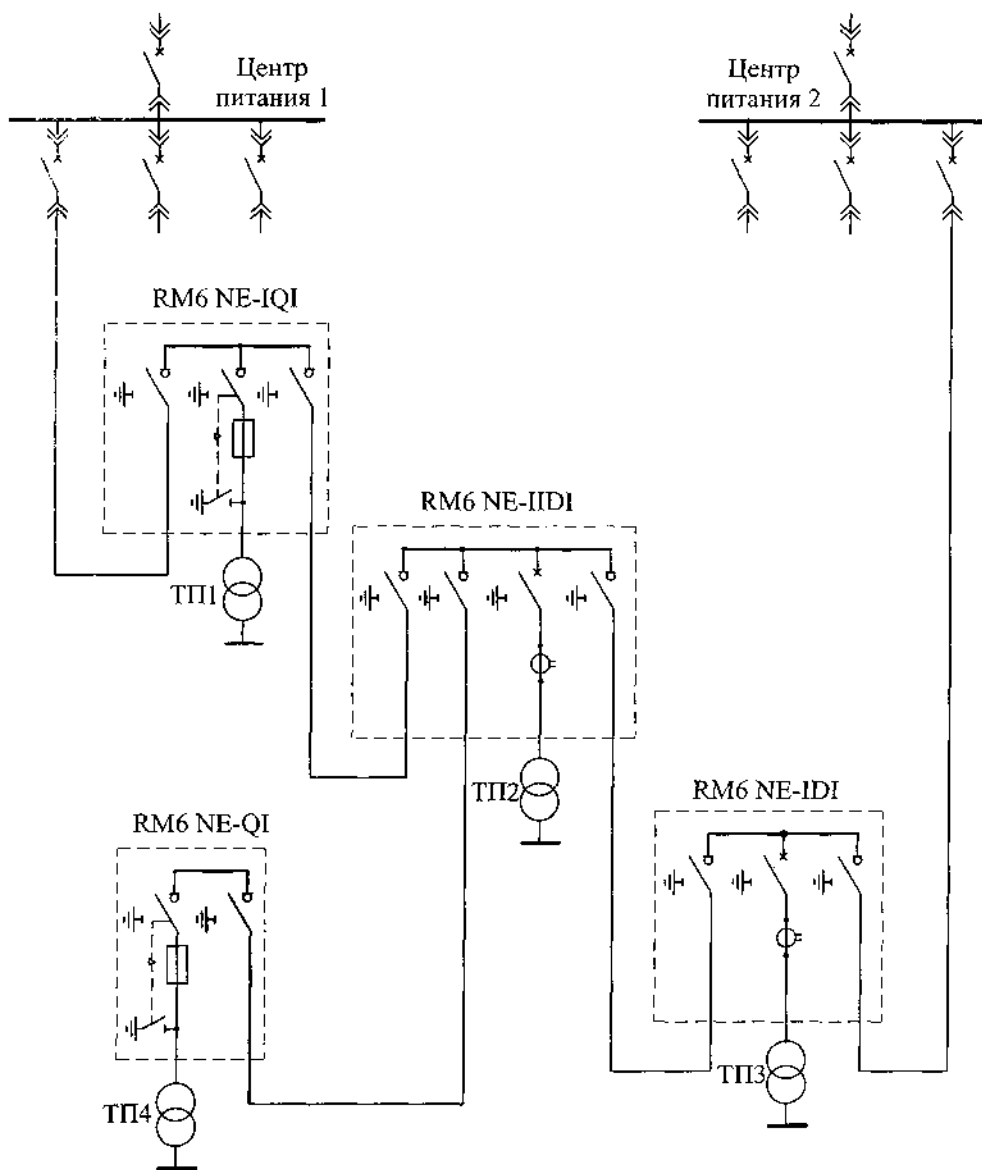 Центр
питания 1
Центр
питания 2
RM6 NE-IQI
ТП1
RM6 NE-IIDI
ТП2
RM6 NE-QI
ТП4
RM6 NE-IDI
ТП3